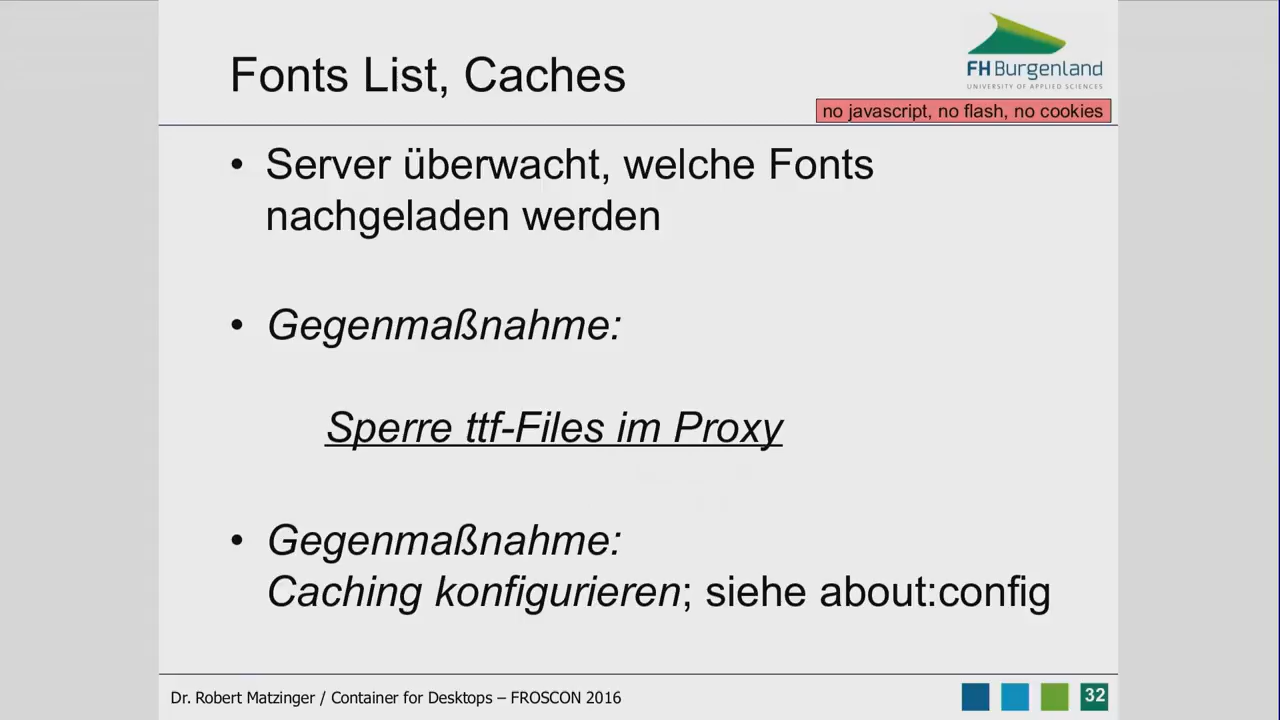 Fonts List, Caches
FH Burgenland
UNIVERSITY OF APPLIED SCIENCES
no javascript, no flash, no cookies
• Server überwacht, welche Fonts
nachgeladen werden
• Gegenmaßnahme:
Sperre ttf-Files im Proxy
• Gegenmaßnahme:
Caching konfigurieren; siehe about:config
Dr. Robert Matzinger / Container for Desktops – FROSCON 2016
32